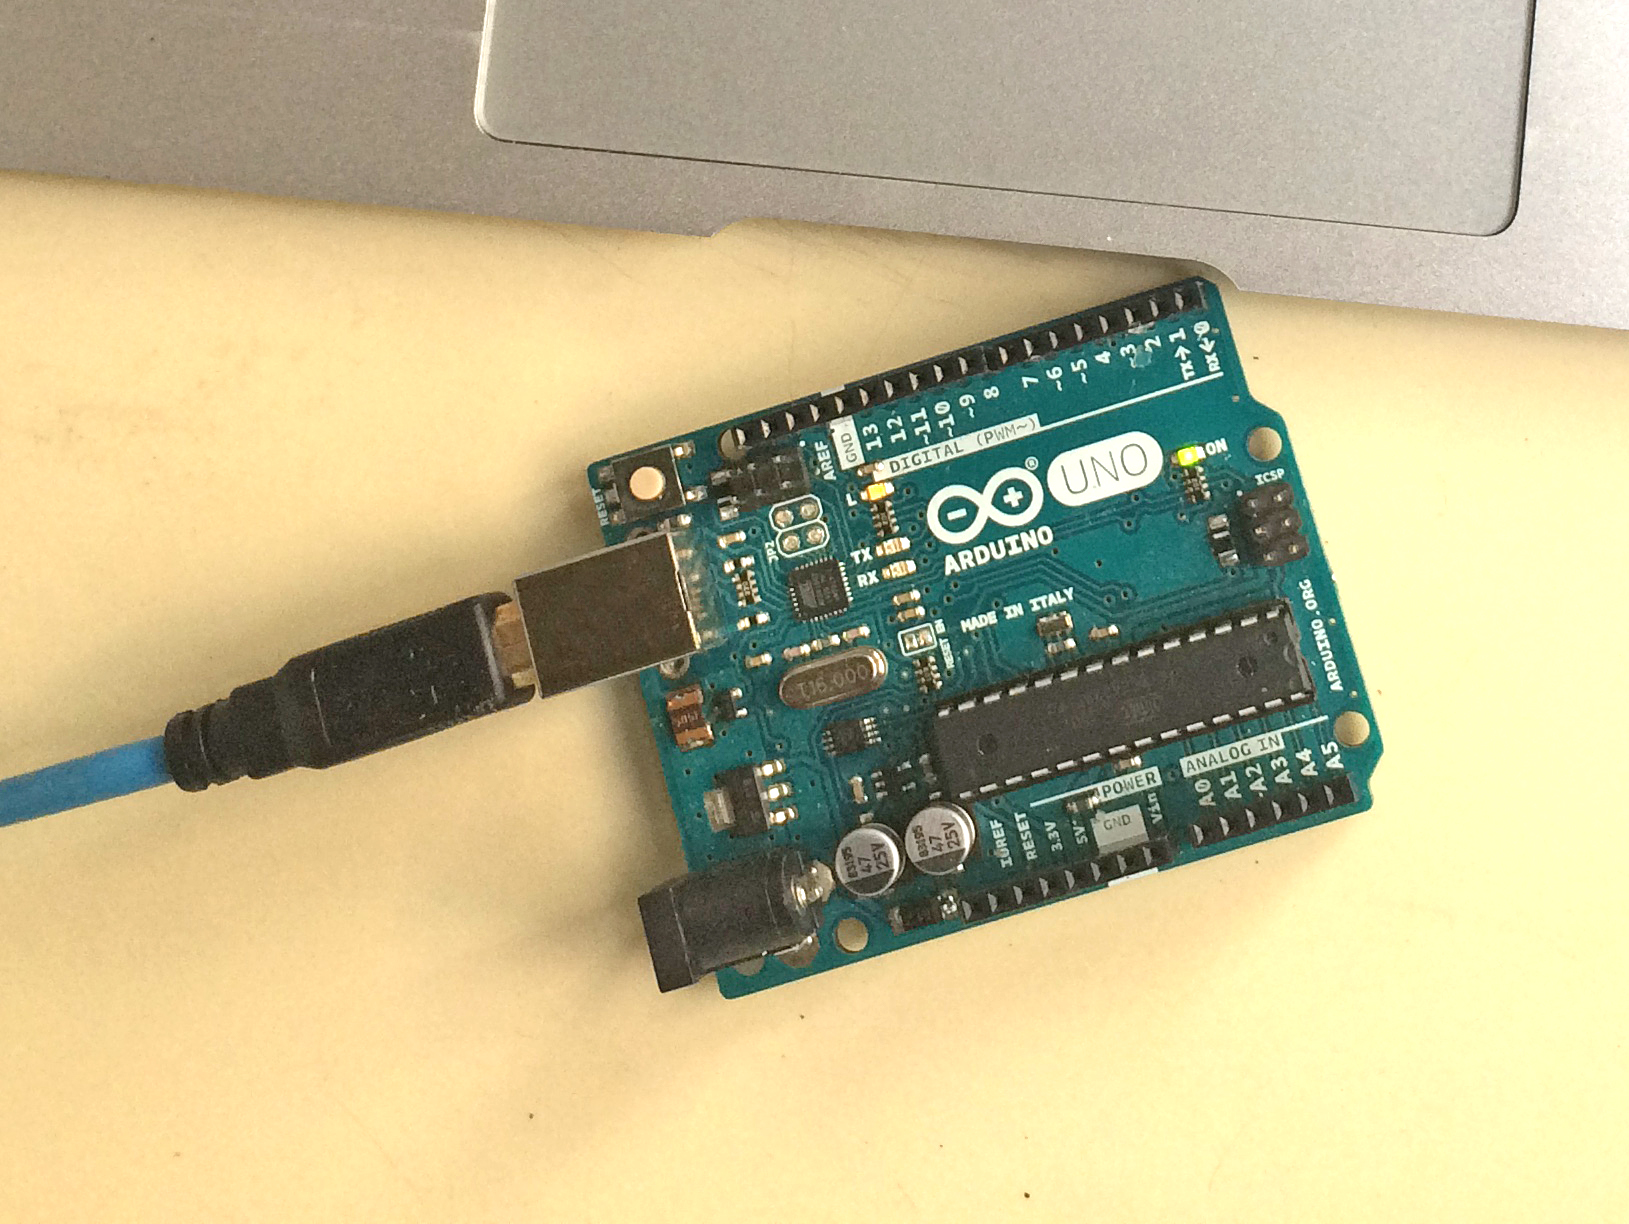 RX←0
TX→1
2
~3
4
~5
~6
7
8
~9
~10
~11
12
13
GND
AREF
DIGITAL (PWM~)
RESET
JP2
L
TX
RX
ARDUINO
UNO
ON
ICSP
MADE IN ITALY
RESET EN
ARDUINO.ORG
47
25V
47
25V
IOREF
RESET
3.3V
5V
GND
Vin
POWER
ANALOG IN
A0
A1
A2
A3
A4
A5